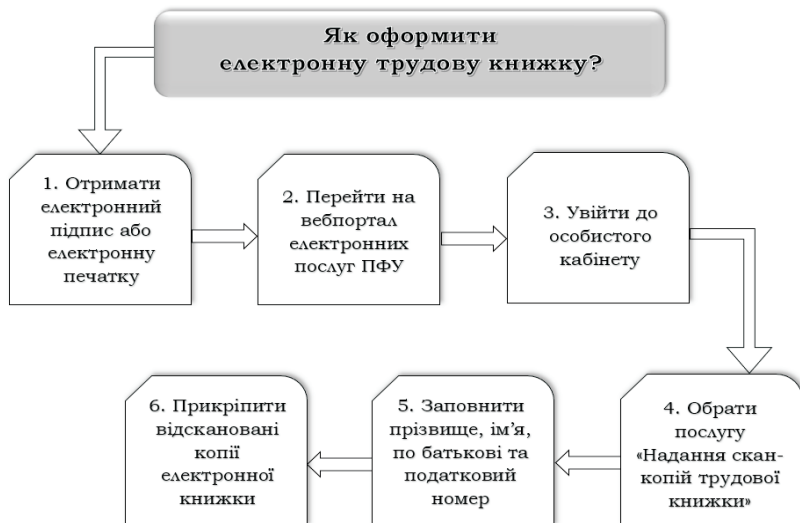 Як оформити
електронну трудову книжку?
1. Отримати
електронний
підпис або
електронну
печатку
2. Перейти на
вебпортал
електронних
послуг ПФУ
3. Увійти до
особистого
кабінету
4. Обрати
послугу
«Надання скан-
копій трудової
книжки»
5. Заповнити
прізвище, ім’я,
по батькові та
податковий
номер
6. Прикріпити
відскановані
копії
електронної
книжки